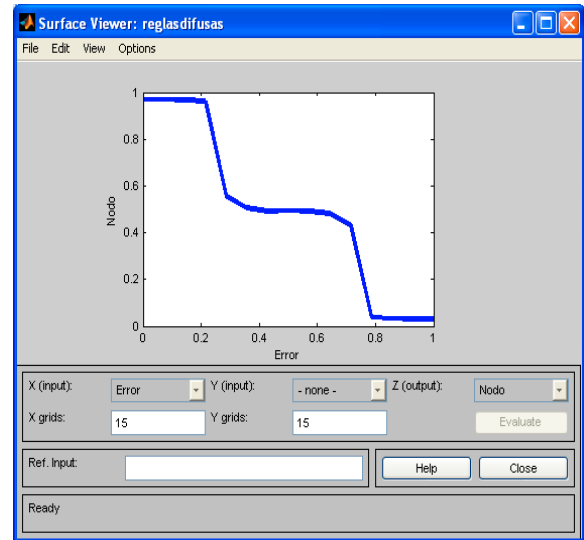 Surface Viewer: reglasdifusas
File Edit View Options
1
0.8
0.6
0.4
0.2
0
Nodo
0 0.2 0.4 0.6 0.8 1
Error
X (input): Error Y (input): - none - Z (output): Nodo
X grids: 15 Y grids: 15 Evaluate
Ref. Input: Help Close
Ready